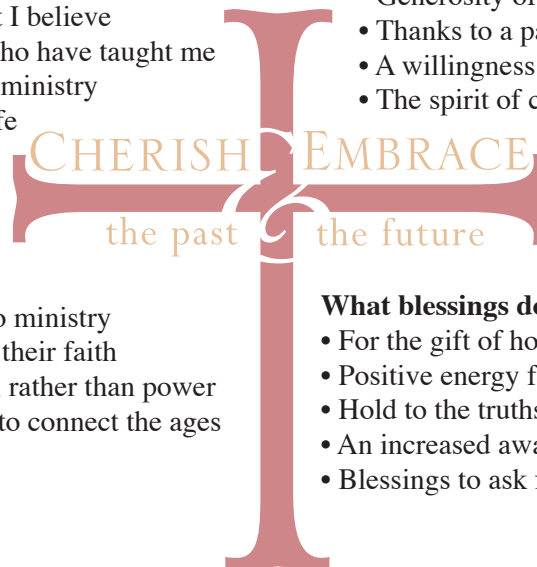 t I believe
ho have taught me
ministry
fe
Generosity of
• Thanks to a p
• A willingness
• The spirit of c
CHERISH & EMBRACE
the past the future
o ministry
their faith
rather than power
to connect the ages
What blessings d
• For the gift of ho
• Positive energy f
• Hold to the truths
• An increased awa
• Blessings to ask